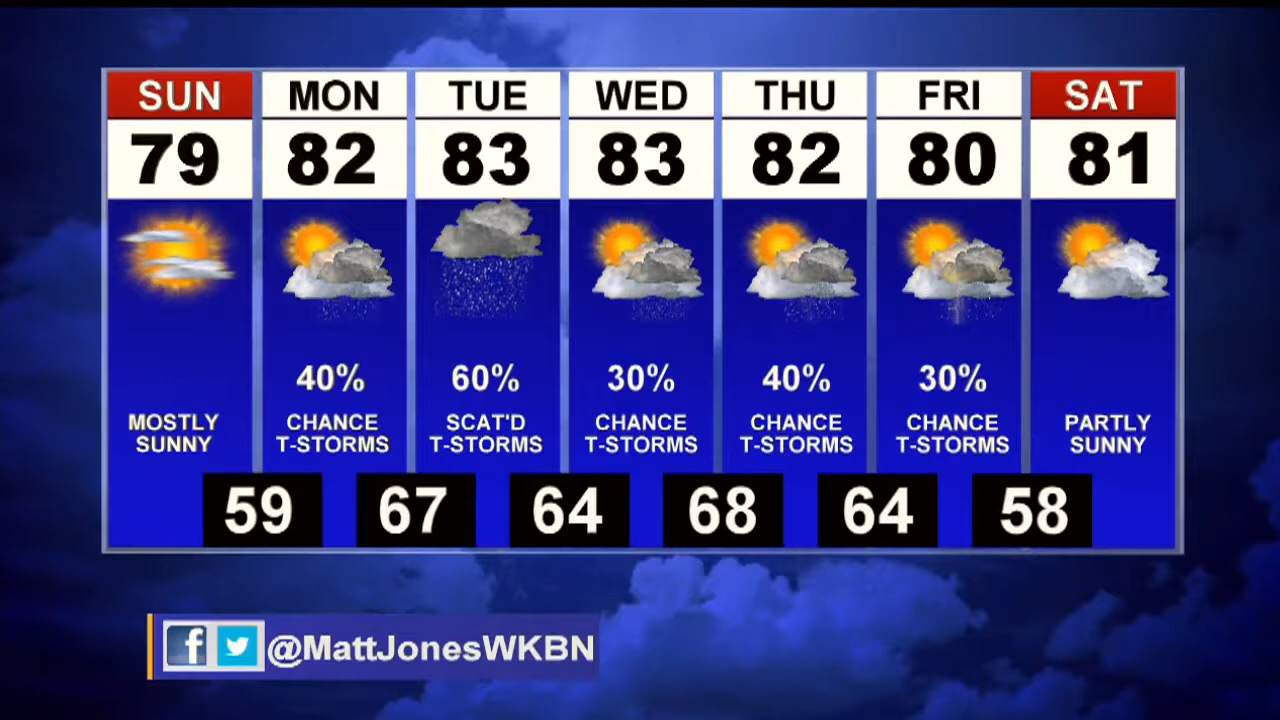 SUN MON TUE WED THU FRI SAT
79 82 83 83 82 80 81
40% 60% 30% 40% 30%
MOSTLY CHANCE SCAT'D CHANCE CHANCE CHANCE PARTLY
SUNNY T-STORMS T-STORMS T-STORMS T-STORMS T-STORMS SUNNY
59 67 64 68 64 58
f @MattJonesWKBN